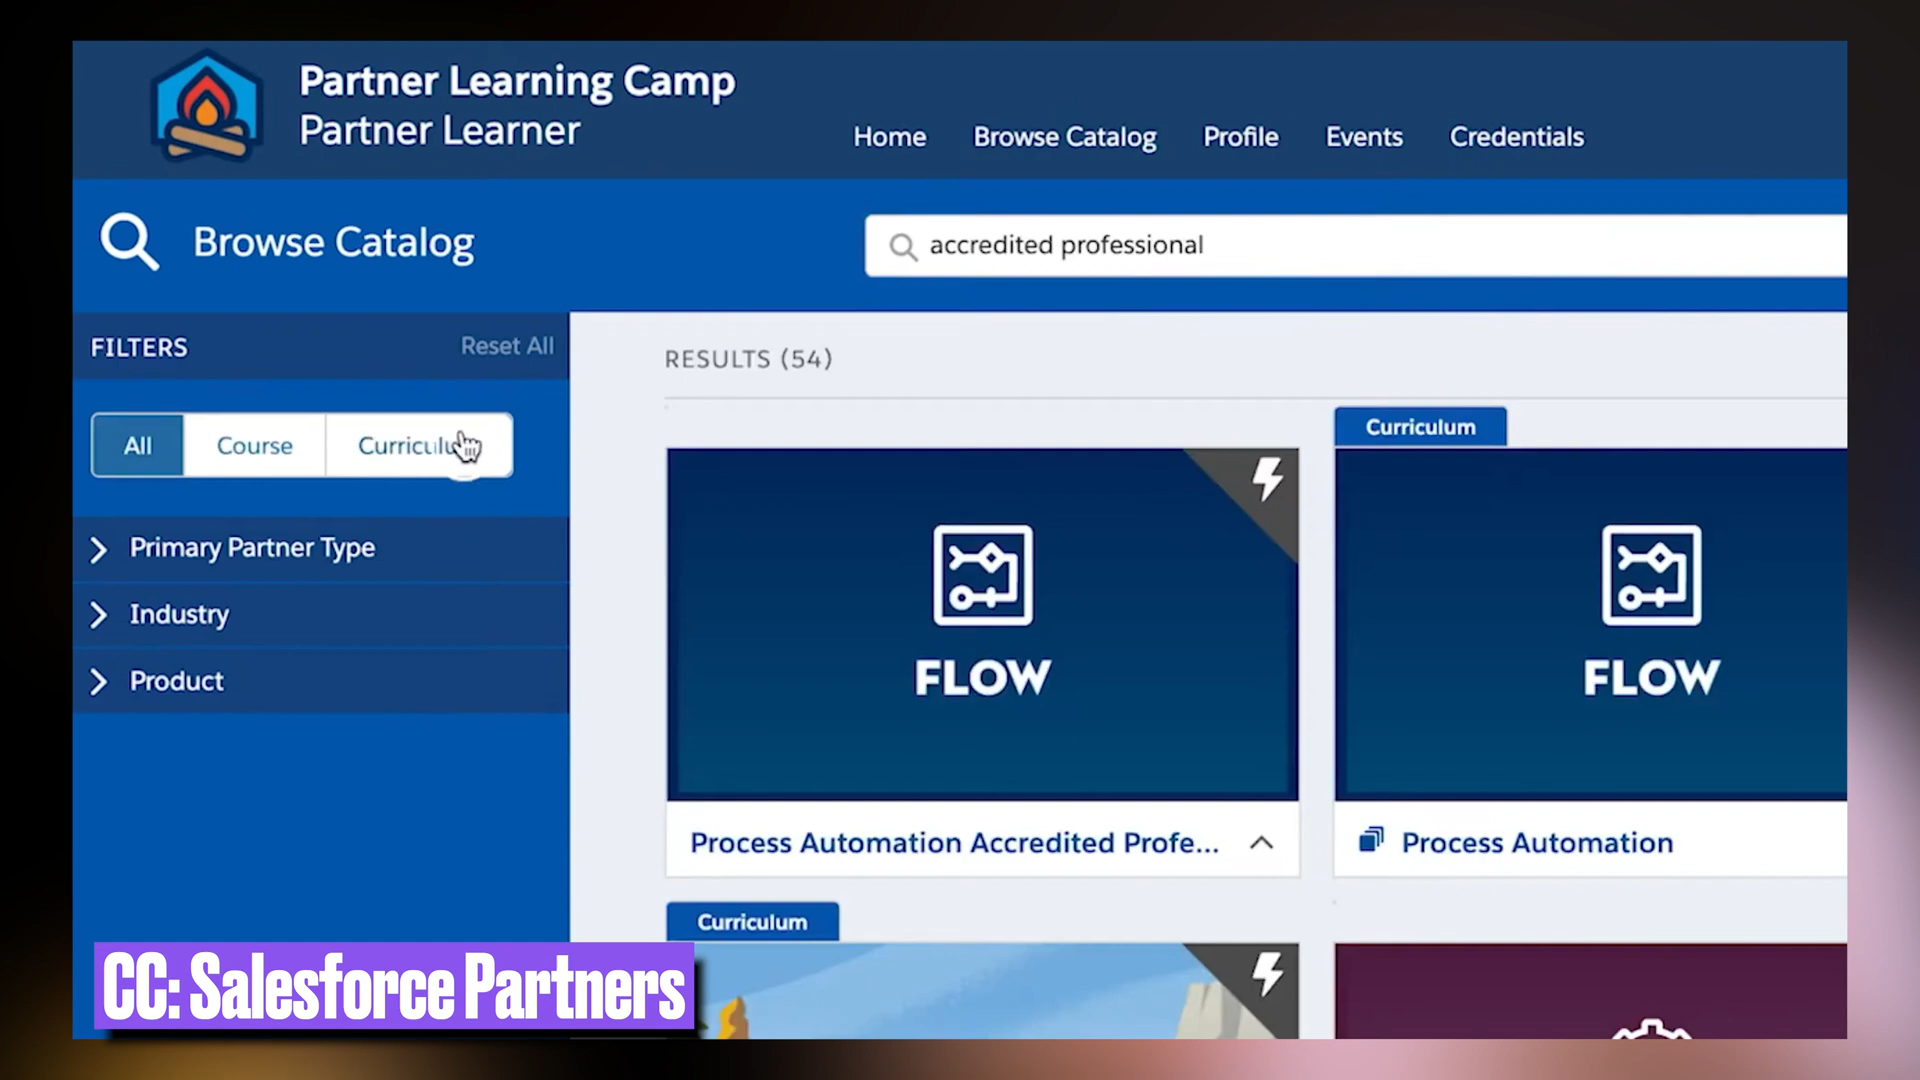 Partner Learning Camp
Partner Learner
Home Browse Catalog Profile Events Credentials
Browse Catalog
accredited professional
FILTERS
Reset All
All Course Curriculu
Primary Partner Type
Industry
Product
RESULTS (54)
FLOW
Process Automation Accredited Profe...
Curriculum
FLOW
Process Automation
Curriculum
CC: Salesforce Partners